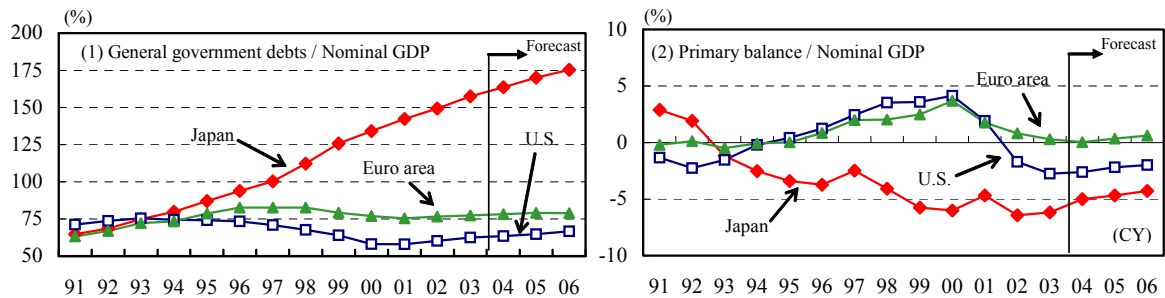 (%)
200
175
150
125
100
75
50
(1) General government debts / Nominal GDP
Forecast
Japan
Euro area
U.S.
91 92 93 94 95 96 97 98 99 00 01 02 03 04 05 06
(%)
10
5
0
-5
-10
(2) Primary balance / Nominal GDP
Forecast
Euro area
U.S.
Japan
(CY)
91 92 93 94 95 96 97 98 99 00 01 02 03 04 05 06